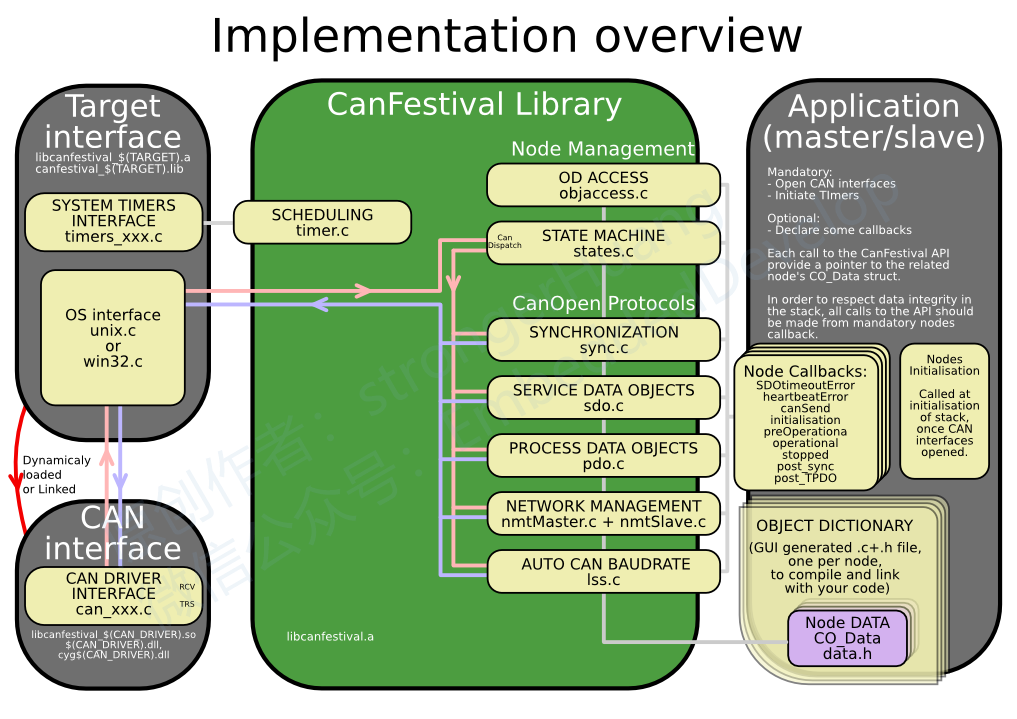 Implementation overview
Target
interface
libcanfestival_$(TARGET).a
canfestival_$(TARGET).lib
SYSTEM TIMERS
INTERFACE
timers_xxx.c
OS interface
unix.c
or
win32.c
Dynamicaly
loaded
or Linked
CAN
interface
CAN DRIVER
INTERFACE
can_xxx.c
RCV
TRS
libcanfestival_$(CAN_DRIVER).so
$(CAN_DRIVER).dll,
cyg$(CAN_DRIVER).dll
CanFestival Library
SCHEDULING
timer.c
Node Management
OD ACCESS
objaccess.c
Can
Dispatch
STATE MACHINE
states.c
CanOpen Protocols
SYNCHRONIZATION
sync.c
SERVICE DATA OBJECTS
sdo.c
PROCESS DATA OBJECTS
pdo.c
NETWORK MANAGEMENT
nmtMaster.c + nmtSlave.c
AUTO CAN BAUDRATE
lss.c
libcanfestival.a
Application
(master/slave)
Mandatory:
- Open CAN interfaces
- Initiate TImers
Optional:
- Declare some callbacks
Each call to the CanFestival API
provide a pointer to the related
node's CO_Data struct.
In order to respect data integrity in
the stack, all calls to the API should
be made from mandatory nodes
callback.
Node Callbacks:
SDOtimeoutError
heartbeatError
canSend
initialisation
preOperationa
operational
stopped
post_sync
post_TPDO
Nodes
Initialisation
Called at
initialisation
of stack,
once CAN
interfaces
opened.
OBJECT DICTIONARY
(GUI generated .c+.h file,
one per node,
to compile and link
with your code)
Node DATA
CO_Data
data.h